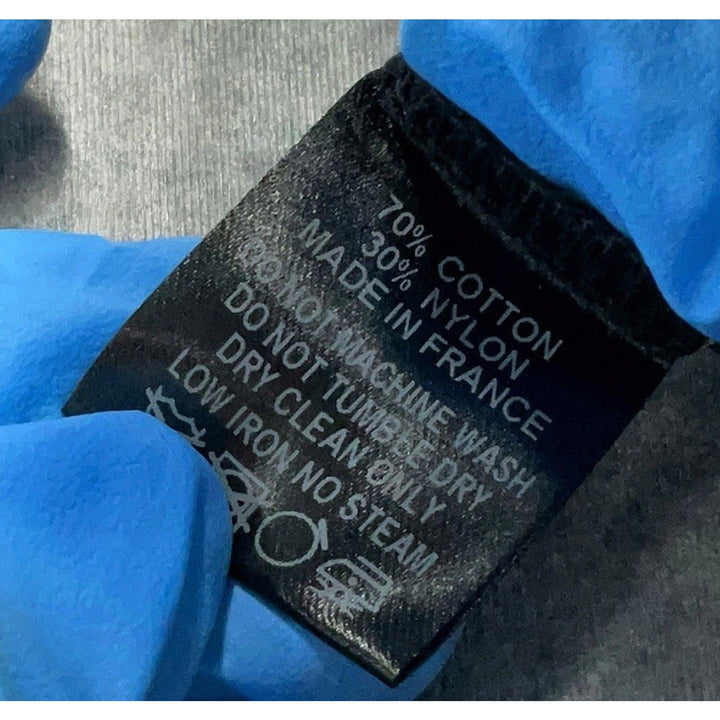 70% COTTON
30% NYLON
MADE IN FRANCE
DO NOT MACHINE WASH
DO NOT TUMBLE DRY
DRY CLEAN ONLY
LOW IRON NO STEAM